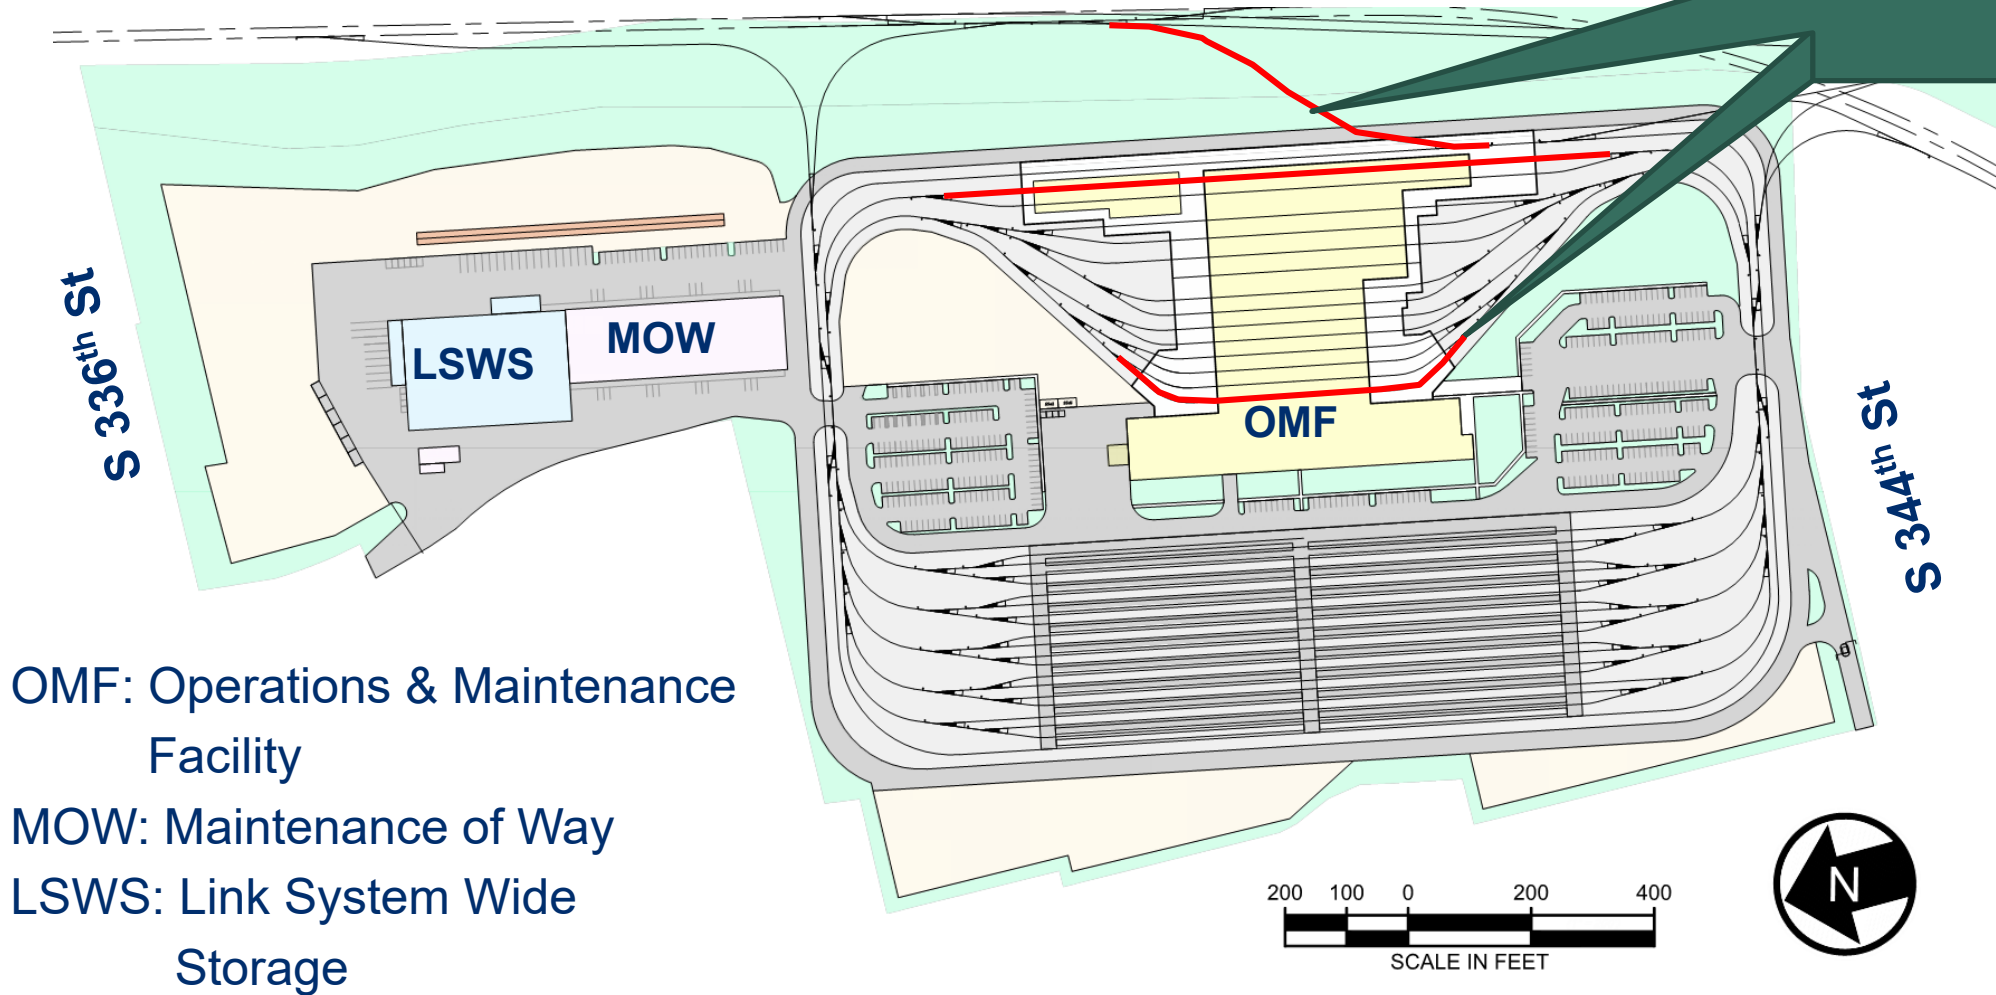 S 336th St
LSWS
MOW
OMF
S 344th St
OMF: Operations & Maintenance
Facility
MOW: Maintenance of Way
LSWS: Link System Wide
Storage
200 100 0 200 400
SCALE IN FEET
N